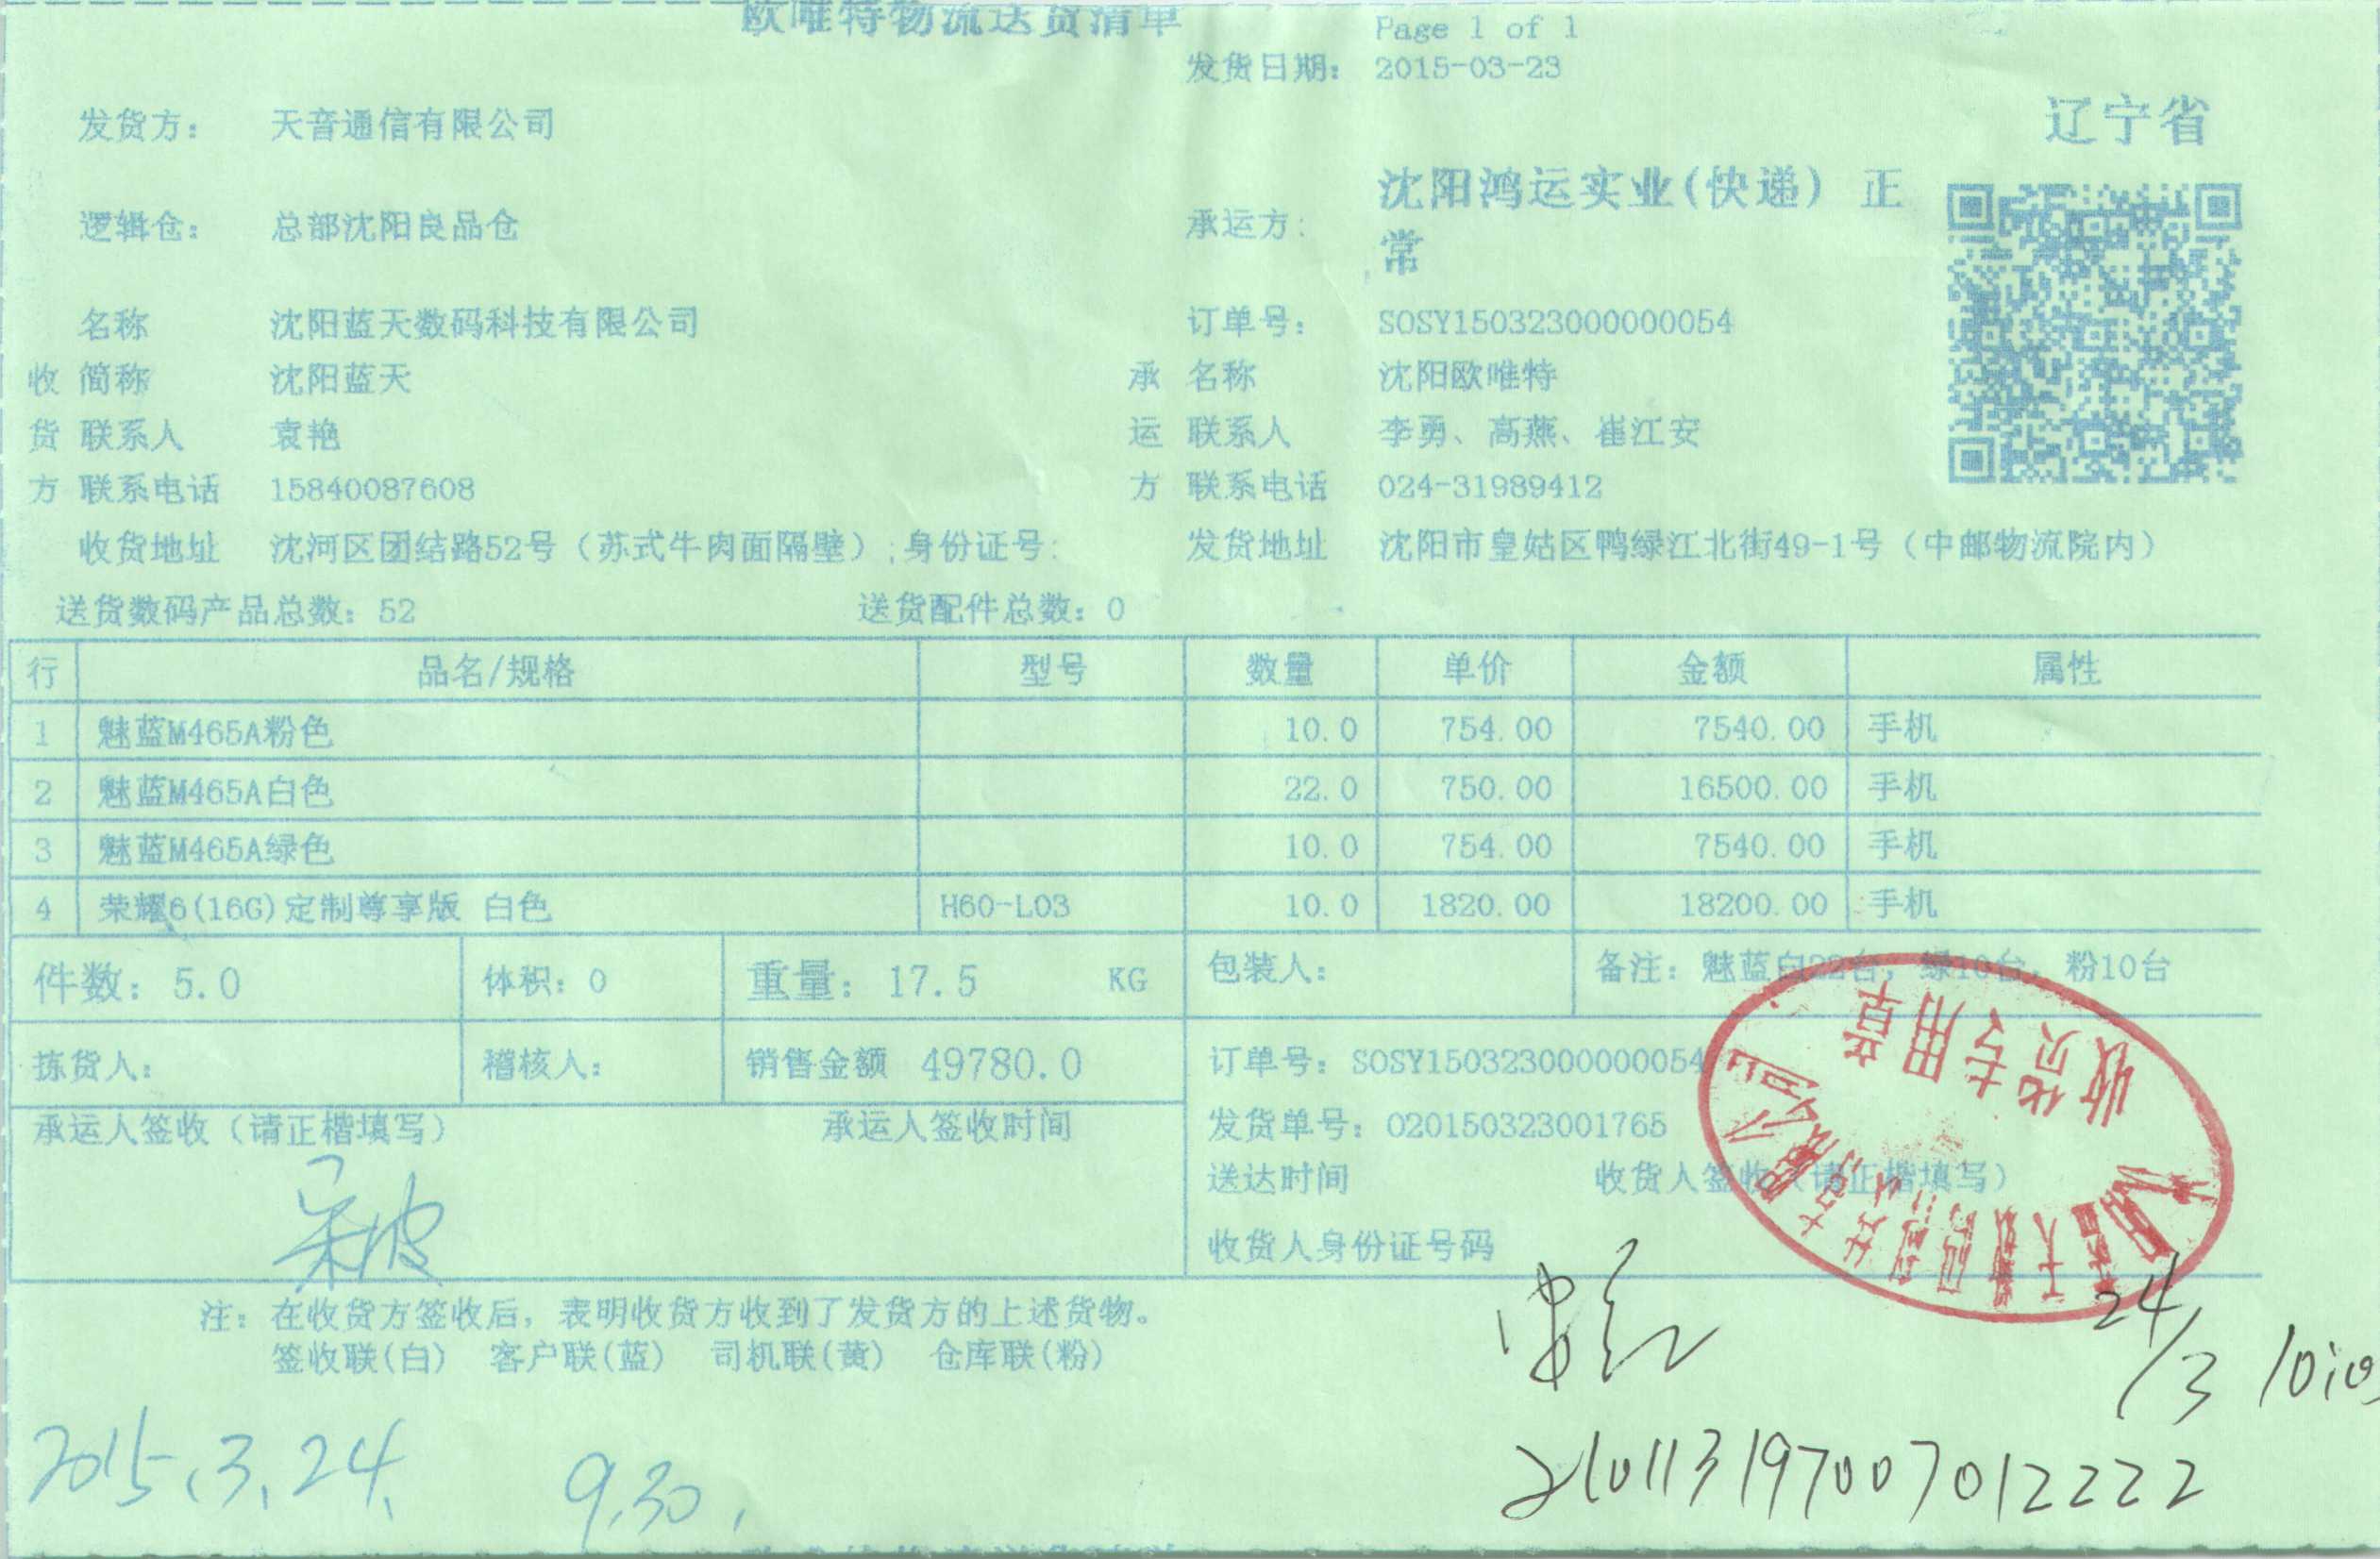 欧唯特物流送货清单
Page 1 of 1
发货日期: 2015-03-23
辽宁省
发货方: 天音通信有限公司
逻辑仓: 总部沈阳良品仓
承运方: 沈阳鸿运实业(快递) 正常
名称 沈阳蓝天数码科技有限公司
订单号: SOSY150323000000054
收 简称 沈阳蓝天
承 名称 沈阳欧唯特
货 联系人 袁艳
运 联系人 李勇、高燕、崔江安
方 联系电话 15840087608
方 联系电话 024-31989412
收货地址 沈河区团结路52号（苏式牛肉面隔壁）;身份证号:
发货地址 沈阳市皇姑区鸭绿江北街49-1号（中邮物流院内）
送货数码产品总数: 52 送货配件总数: 0
行 品名/规格 型号 数量 单价 金额 属性
1 魅蓝M465A粉色 10.0 754.00 7540.00 手机
2 魅蓝M465A白色 22.0 750.00 16500.00 手机
3 魅蓝M465A绿色 10.0 754.00 7540.00 手机
4 荣耀6(16G)定制尊享版 白色 H60-L03 10.0 1820.00 18200.00 手机
件数: 5.0 体积: 0 重量: 17.5 KG 包装人: 备注: 魅蓝白22台, 绿10台, 粉10台
拣货人: 稽核人: 销售金额 49780.0 订单号: SOSY150323000000054
承运人签收（请正楷填写） 承运人签收时间
发货单号: 020150323001765
送达时间 收货人签收（请正楷填写）
收货人身份证号码
收货专用章
注: 在收货方签收后, 表明收货方收到了发货方的上述货物。
签收联(白) 客户联(蓝) 司机联(黄) 仓库联(粉)
24/3
2015.3.24. 9.30.
210113197007012222